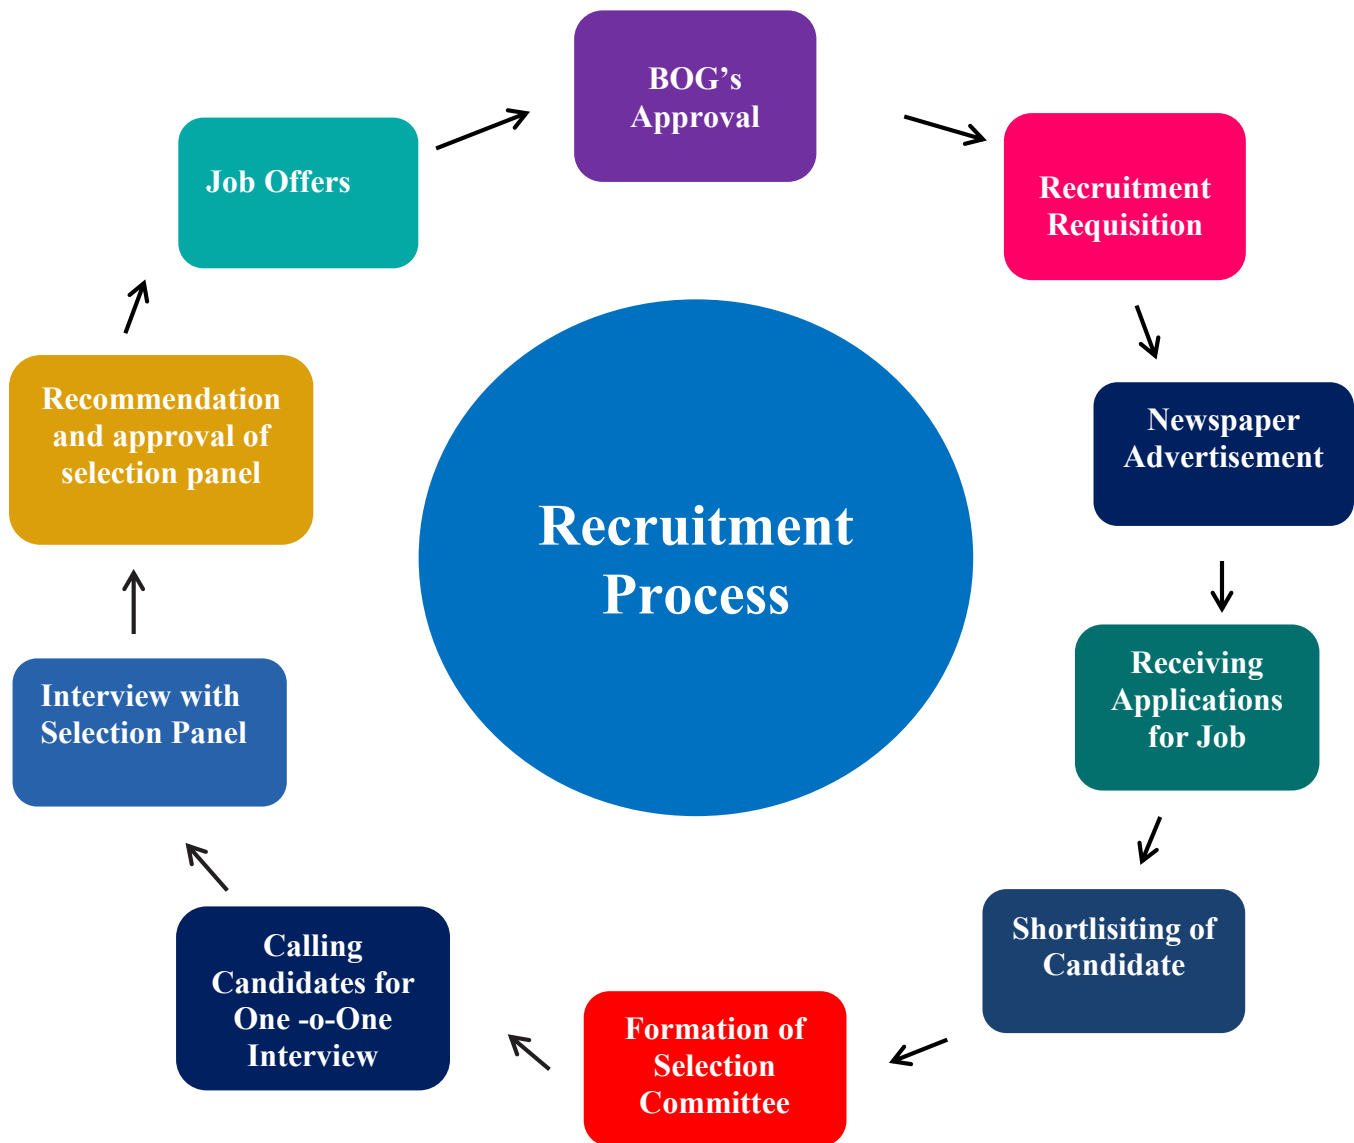 BOG’s
Approval
Recruitment
Requisition
Newspaper
Advertisement
Receiving
Applications
for Job
Shortlisiting of
Candidate
Formation of
Selection
Committee
Calling
Candidates for
One -o-One
Interview
Interview with
Selection Panel
Recommendation
and approval of
selection panel
Job Offers
Recruitment
Process